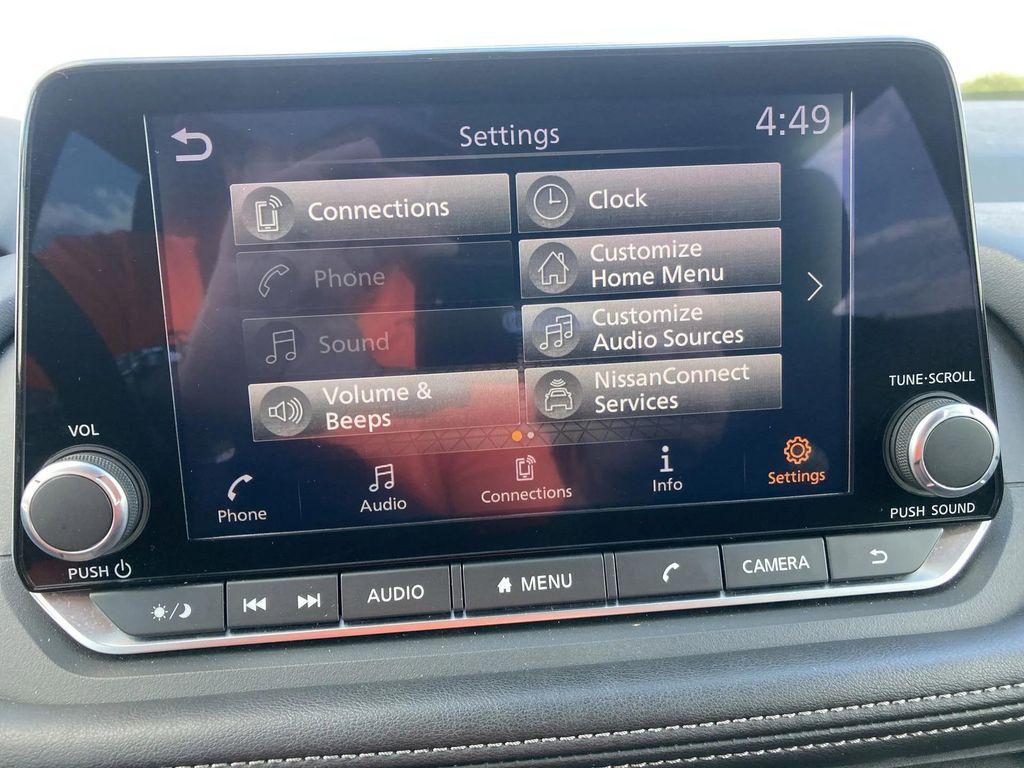 Settings
4:49
Connections
Clock
Phone
Customize
Home Menu
Sound
Customize
Audio Sources
Volume &
Beeps
NissanConnect
Services
Phone
Audio
Connections
Info
Settings
VOL
PUSH
TUNE·SCROLL
PUSH SOUND
AUDIO
MENU
CAMERA